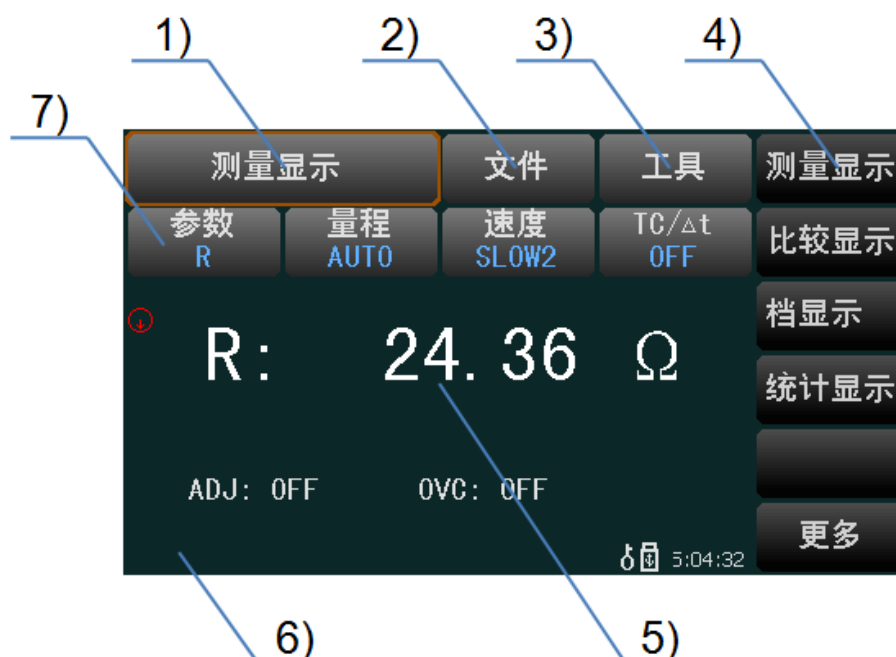 1)
2)
3)
4)
7)
测量显示 文件 工具 测量显示
参数 量程 速度 TC/△t 比较显示
R AUTO SLOW2 OFF
档显示
R: 24.36 Ω
统计显示
ADJ: OFF OVC: OFF
更多
5:04:32
6)
5)